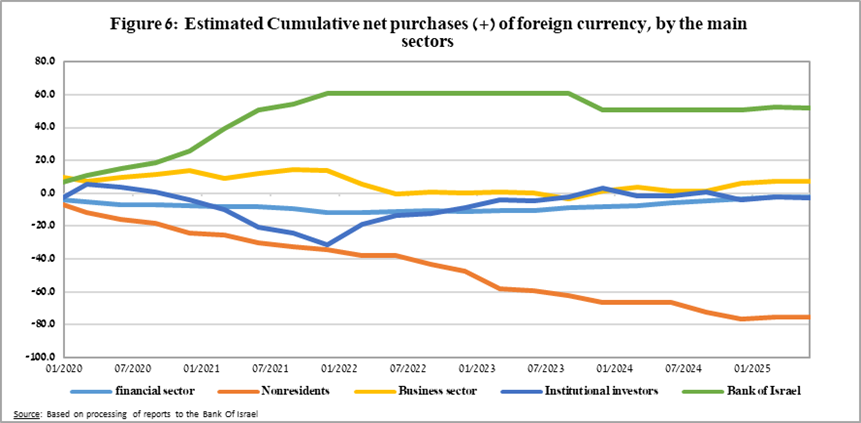 Figure 6: Estimated Cumulative net purchases (+) of foreign currency, by the main
sectors
80.0
60.0
40.0
20.0
0.0
-20.0
-40.0
-60.0
-80.0
-100.0
01/2020 07/2020 01/2021 07/2021 01/2022 07/2022 01/2023 07/2023 01/2024 07/2024 01/2025
financial sector Nonresidents Business sector Institutional investors Bank of Israel
Source: Based on processing of reports to the Bank Of Israel